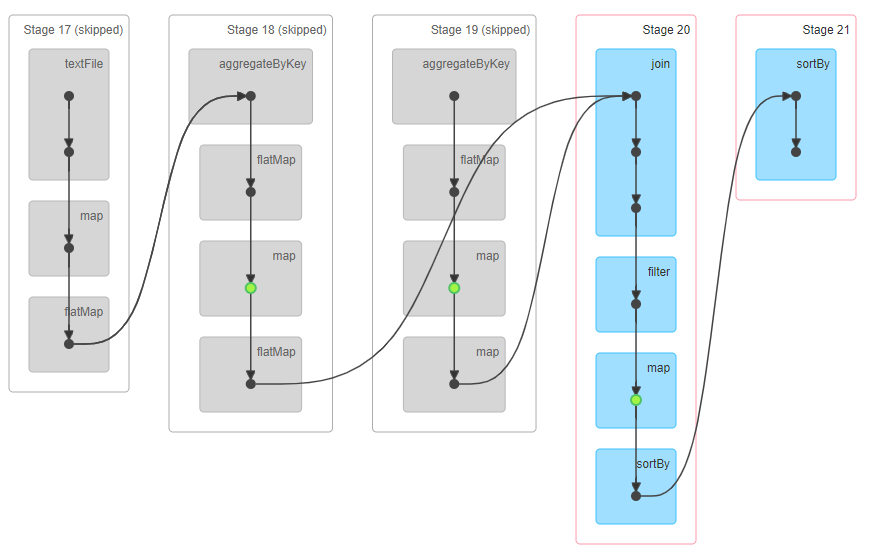 Stage 17 (skipped)
textFile
map
flatMap
Stage 18 (skipped)
aggregateByKey
flatMap
map
flatMap
Stage 19 (skipped)
aggregateByKey
flatMap
map
map
Stage 20
join
filter
map
sortBy
Stage 21
sortBy